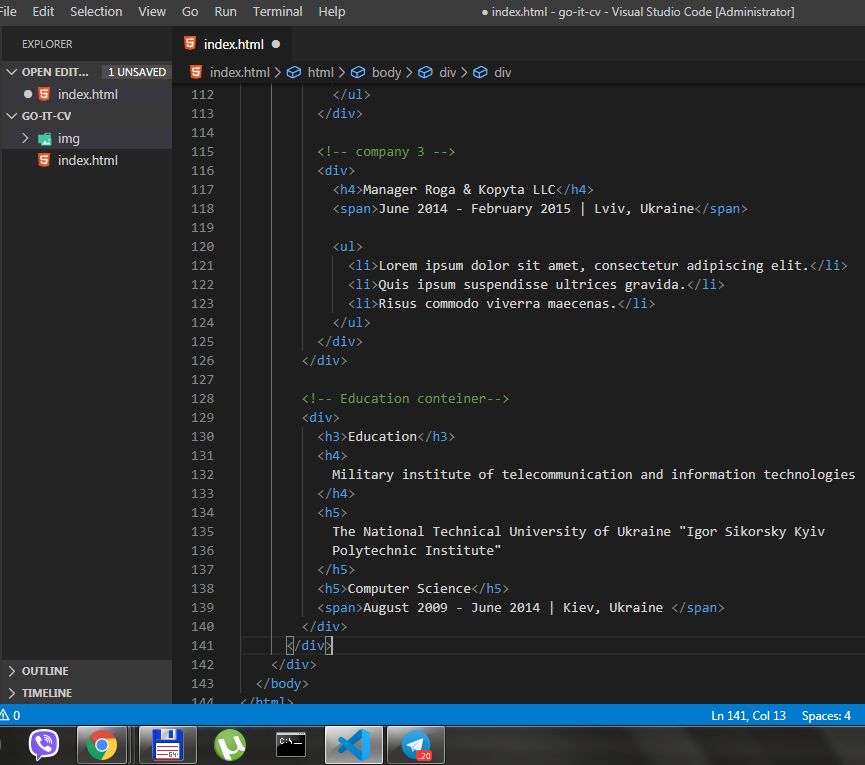 File Edit Selection View Go Run Terminal Help ● index.html - go-it-cv - Visual Studio Code [Administrator]
EXPLORER
index.html
OPEN EDIT... 1 UNSAVED
index.html
GO-IT-CV
img
index.html
index.html > html > body > div > div
112 </ul>
113 </div>
114
115 <!-- company 3 -->
116 <div>
117 <h4>Manager Roga & Kopyta LLC</h4>
118 <span>June 2014 - February 2015 | Lviv, Ukraine</span>
119
120 <ul>
121 <li>Lorem ipsum dolor sit amet, consectetur adipiscing elit.</li>
122 <li>Quis ipsum suspendisse ultrices gravida.</li>
123 <li>Risus commodo viverra maecenas.</li>
124 </ul>
125 </div>
126 </div>
127
128 <!-- Education conteiner-->
129 <div>
130 <h3>Education</h3>
131 <h4>
132 Military institute of telecommunication and information technologies
133 </h4>
134 <h5>
135 The National Technical University of Ukraine "Igor Sikorsky Kyiv
136 Polytechnic Institute"
137 </h5>
138 <h5>Computer Science</h5>
139 <span>August 2009 - June 2014 | Kiev, Ukraine </span>
140 </div>
141 </div>
142 </div>
143 </body>
144 </html>
OUTLINE
TIMELINE
0
Ln 141, Col 13 Spaces: 4
64
C:\
20